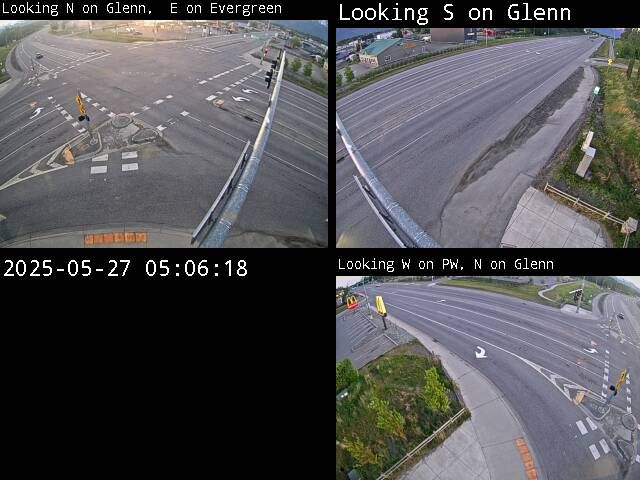 Looking N on Glenn,  E on Evergreen
Looking S on Glenn
2025-05-27 05:06:18
Looking W on PW, N on Glenn